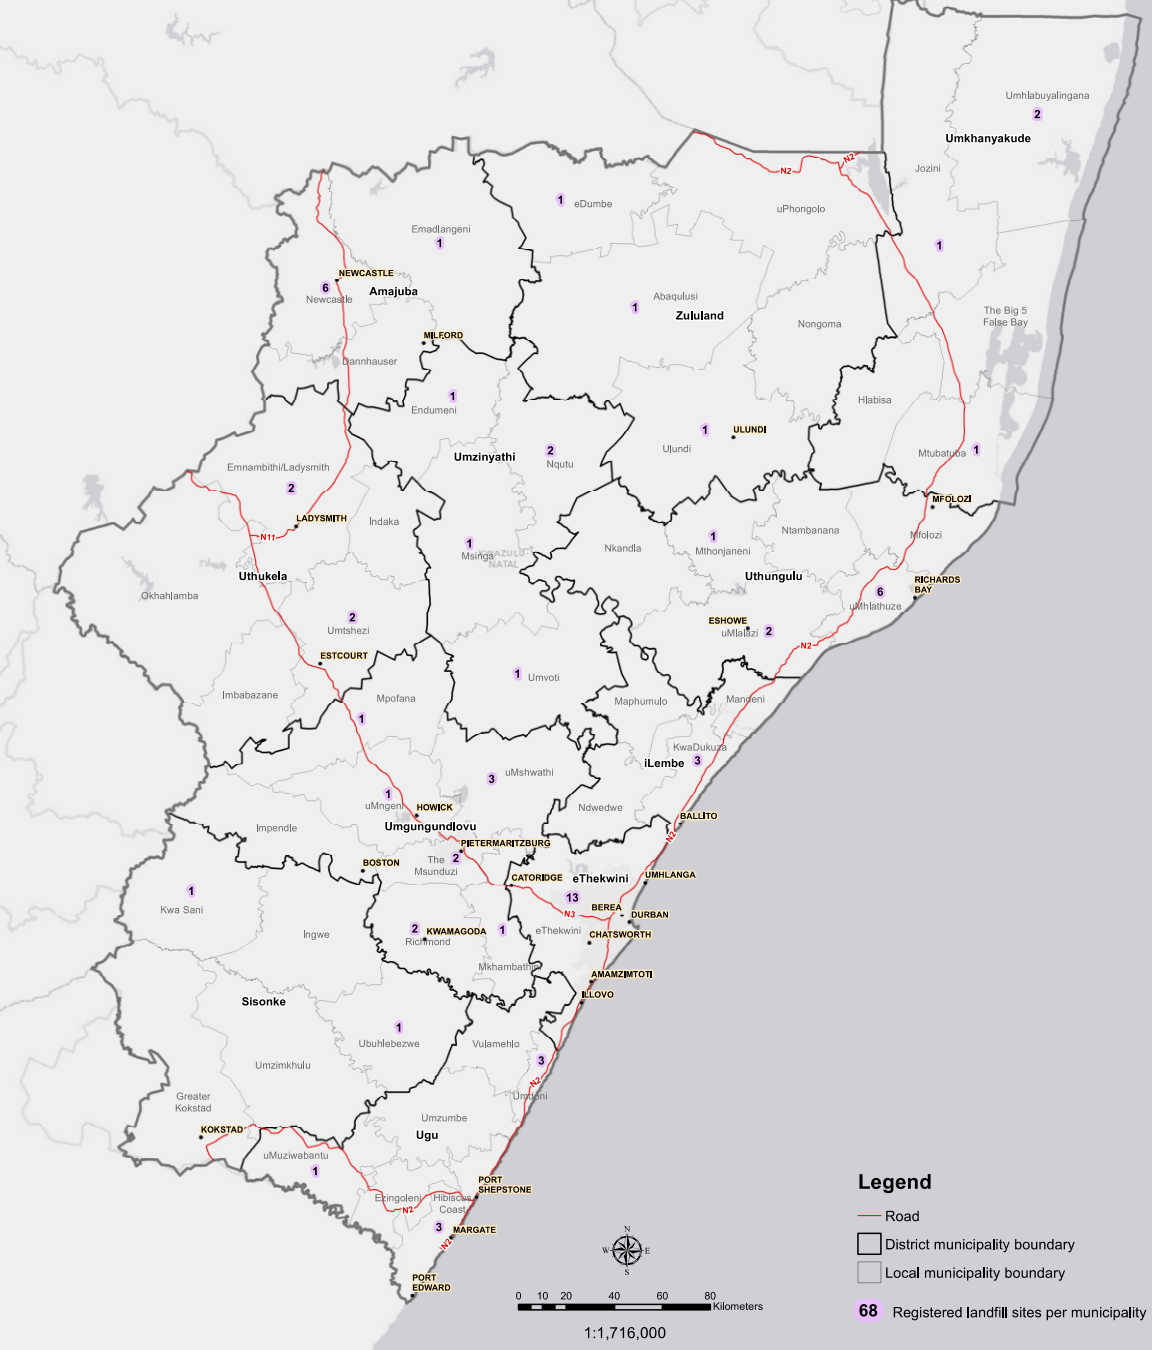 Umhlabuyalingana
2
Umkhanyakude
N2
N2
Jozini
1
eDumbe
uPhongolo
Emadlangeni
1
1
NEWCASTLE
6
Newcastle
Amajuba
Abaqulusi
1
Zululand
The Big 5
False Bay
Nongoma
MILFORD
Dannhauser
1
Endumeni
Hlabisa
1
ULUNDI
Ulundi
Mtubatuba
1
Umzinyathi
2
Nqutu
Emnambithi/Ladysmith
2
MFOLOZI
LADYSMITH
Indaka
N11
1
Msinga
KWAZULU
NATAL
Nkandla
1
Mthonjaneni
Ntambanana
Mfolozi
Uthukela
Uthungulu
RICHARDS
BAY
6
uMhlathuze
Okhahlamba
2
Umtshezi
ESHOWE
uMlalazi
2
N2
ESTCOURT
1
Umvoti
Imbabazane
Mpofana
1
Maphumulo
Mandeni
KwaDukuza
3
iLembe
3
uMshwathi
1
uMngeni
HOWICK
Ndwedwe
BALLITO
Impendle
Umgungundlovu
N2
PIETERMARITZBURG
2
The
Msunduzi
BOSTON
CATORIDGE
eThekwini
UMHLANGA
1
Kwa Sani
13
BEREA
N3
DURBAN
2
KWAMAGODA
Richmond
1
eThekwini
CHATSWORTH
Ingwe
Mkhambathini
AMAMZIMTOTI
ILLOVO
Sisonke
1
Ubuhlebezwe
Vulamehlo
3
Umzimkhulu
N2
Umdoni
Greater
Kokstad
Umzumbe
KOKSTAD
Ugu
uMuziwabantu
1
PORT
SHEPSTONE
Ezingoleni
Hibiscus
Coast
N2
3
MARGATE
N2
PORT
EDWARD
N
W
E
S
0 10 20 40 60 80
Kilometers
1:1,716,000
Legend
Road
District municipality boundary
Local municipality boundary
68 Registered landfill sites per municipality